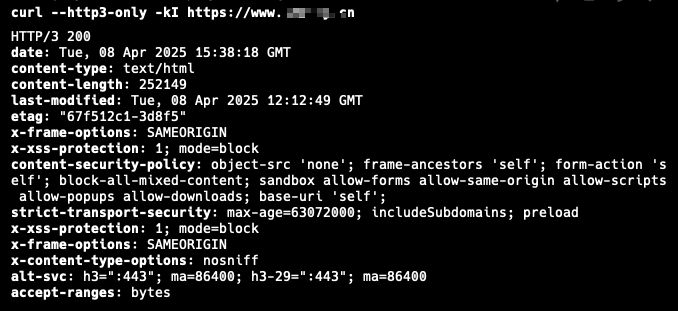 curl --http3-only -kI https://www. cn
HTTP/3 200
date: Tue, 08 Apr 2025 15:38:18 GMT
content-type: text/html
content-length: 252149
last-modified: Tue, 08 Apr 2025 12:12:49 GMT
etag: "67f512c1-3d8f5"
x-frame-options: SAMEORIGIN
x-xss-protection: 1; mode=block
content-security-policy: object-src 'none'; frame-ancestors 'self'; form-action 's
elf'; block-all-mixed-content; sandbox allow-forms allow-same-origin allow-scripts
 allow-popups allow-downloads; base-uri 'self';
strict-transport-security: max-age=63072000; includeSubdomains; preload
x-xss-protection: 1; mode=block
x-frame-options: SAMEORIGIN
x-content-type-options: nosniff
alt-svc: h3=":443"; ma=86400; h3-29=":443"; ma=86400
accept-ranges: bytes